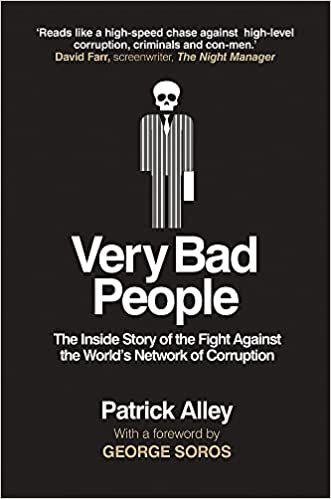 ‘Reads like a high-speed chase against high-level
corruption, criminals and con-men.’
David Farr, screenwriter, The Night Manager
Very Bad
People
The Inside Story of the Fight Against
the World’s Network of Corruption
Patrick Alley
With a foreword by
GEORGE SOROS